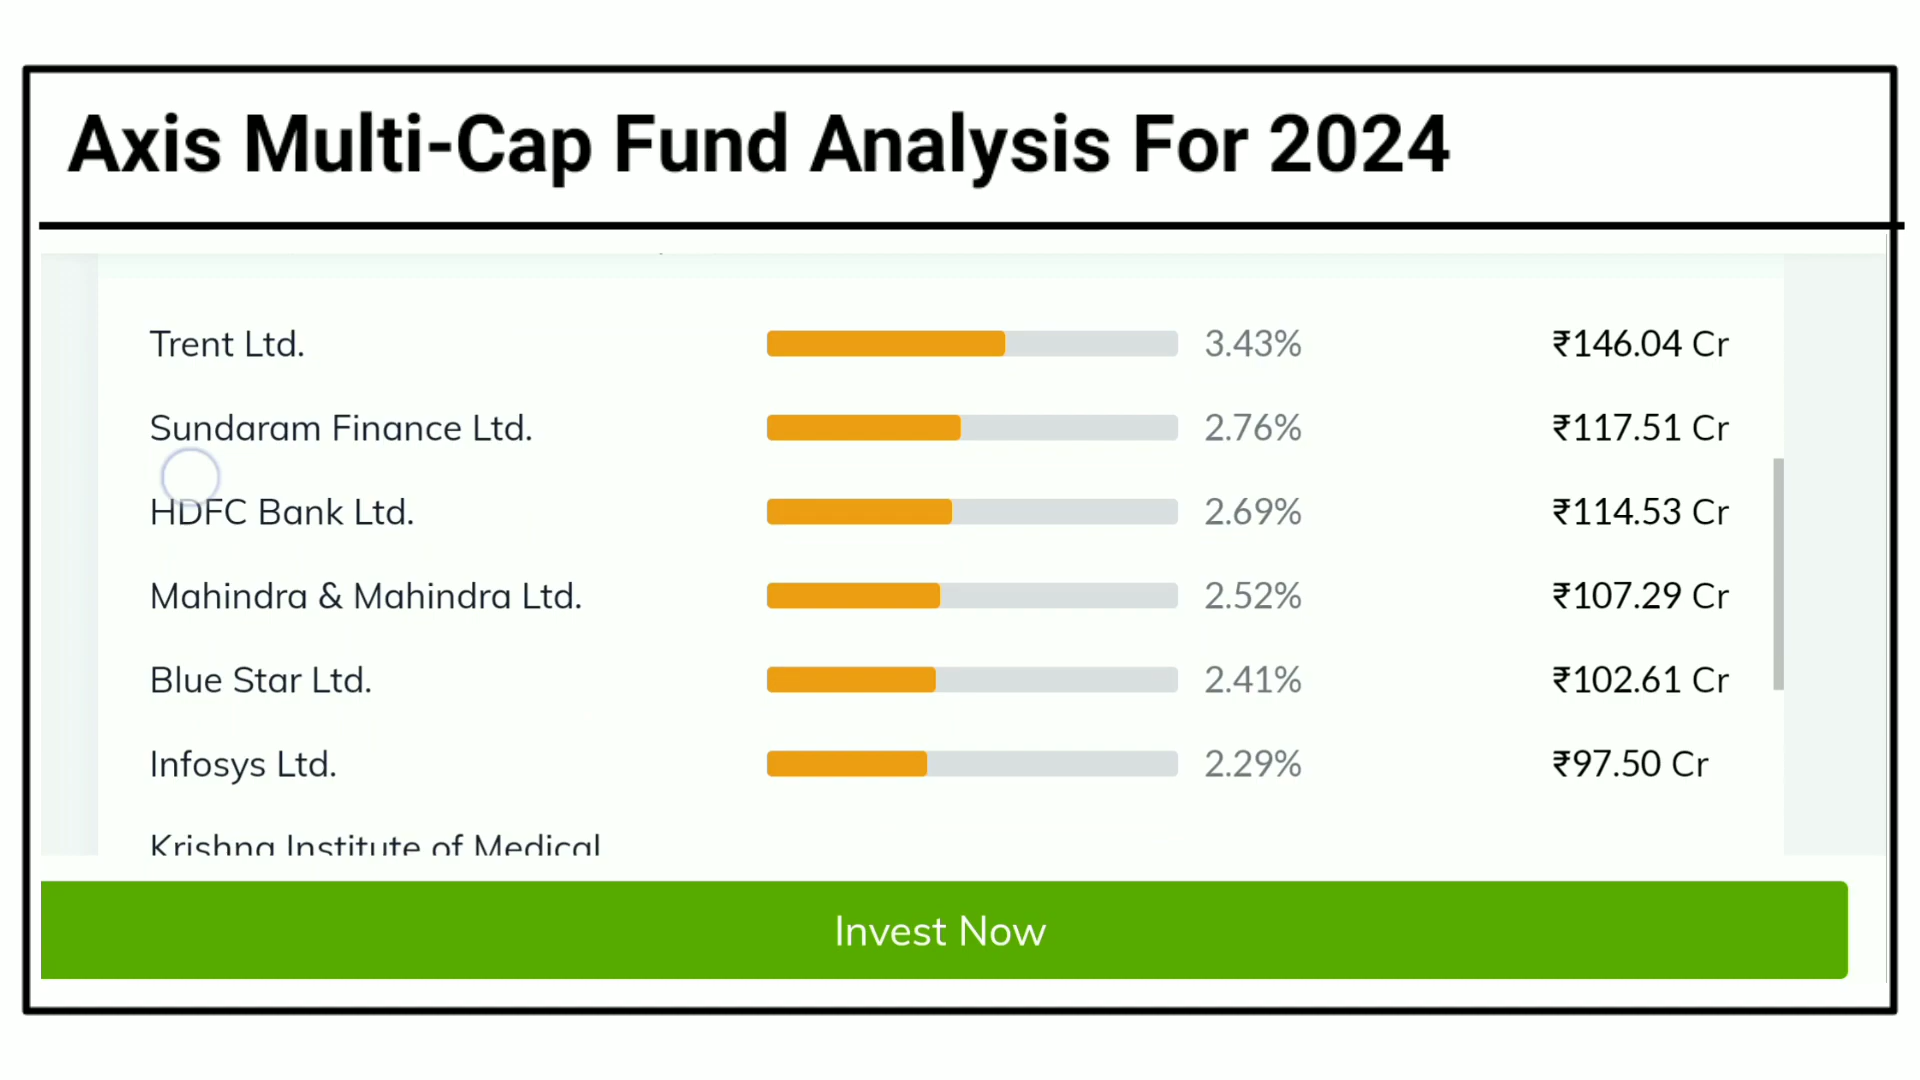 Axis Multi-Cap Fund Analysis For 2024
Trent Ltd. 3.43% ₹146.04 Cr
Sundaram Finance Ltd. 2.76% ₹117.51 Cr
HDFC Bank Ltd. 2.69% ₹114.53 Cr
Mahindra & Mahindra Ltd. 2.52% ₹107.29 Cr
Blue Star Ltd. 2.41% ₹102.61 Cr
Infosys Ltd. 2.29% ₹97.50 Cr
Krishna Institute of Medical
Invest Now